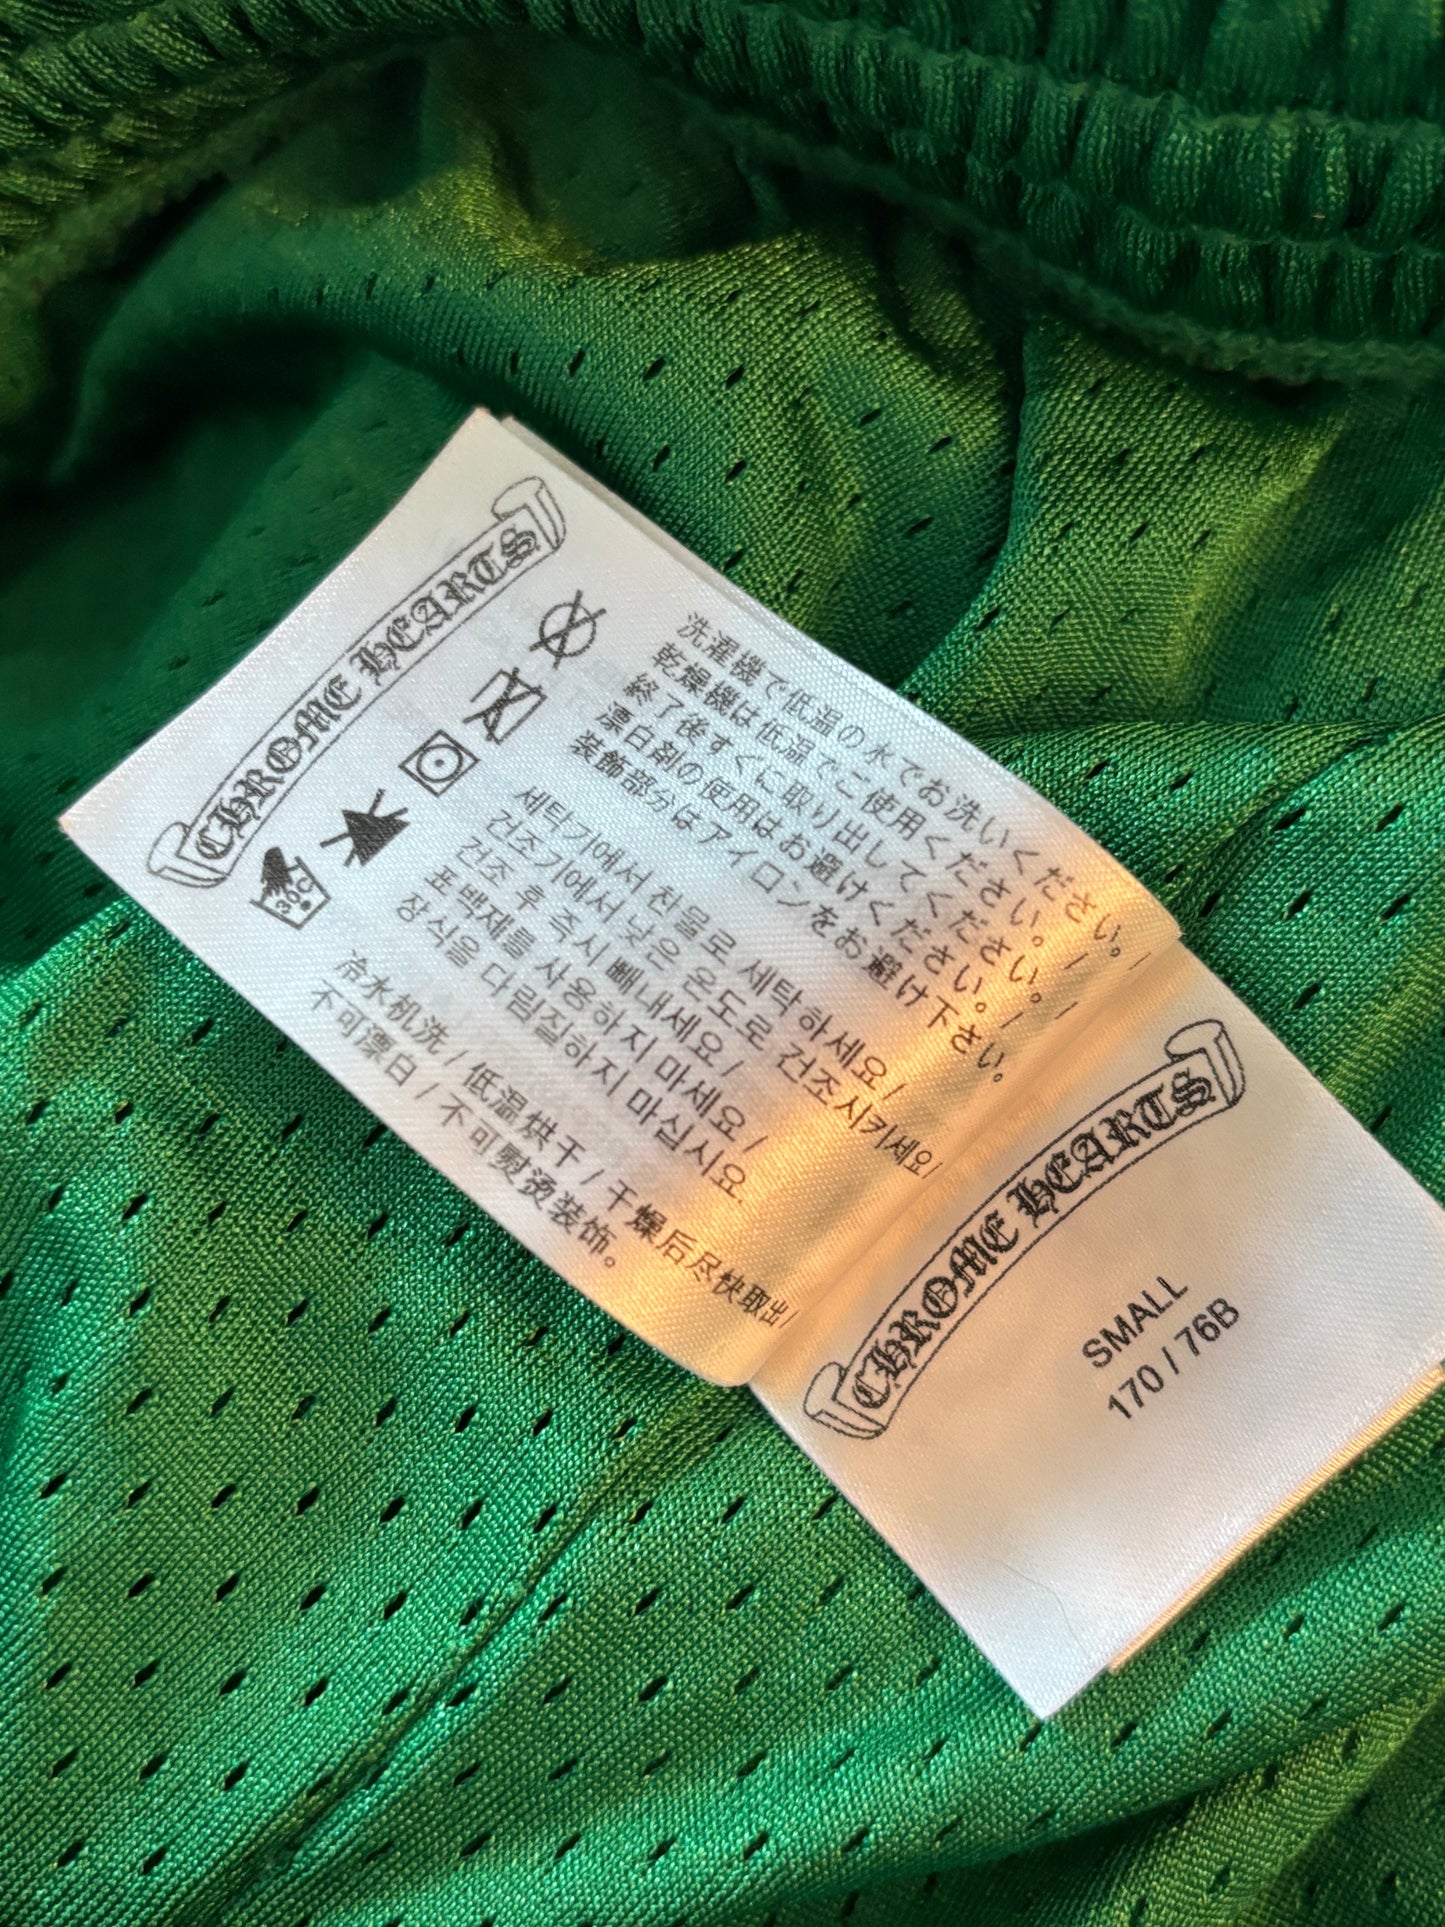 CHROME HEARTS
30C
洗濯機で低温の水でお洗いください。/
乾燥機は低温でご使用ください。/
終了後すぐに取り出してください。/
漂白剤の使用はお避けください。/
装飾部分はアイロンをお避け下さい。
세탁기에서 찬물로 세탁하세요/
건조기에서 낮은 온도로 건조시키세요/
건조 후 즉시 빼내세요/
표백제를 사용하지 마세요/
장식을 다림질하지 마십시요.
冷水机洗/低温烘干/干燥后尽快取出/
不可漂白/不可熨烫装饰。
CHROME HEARTS
SMALL
170 / 76B